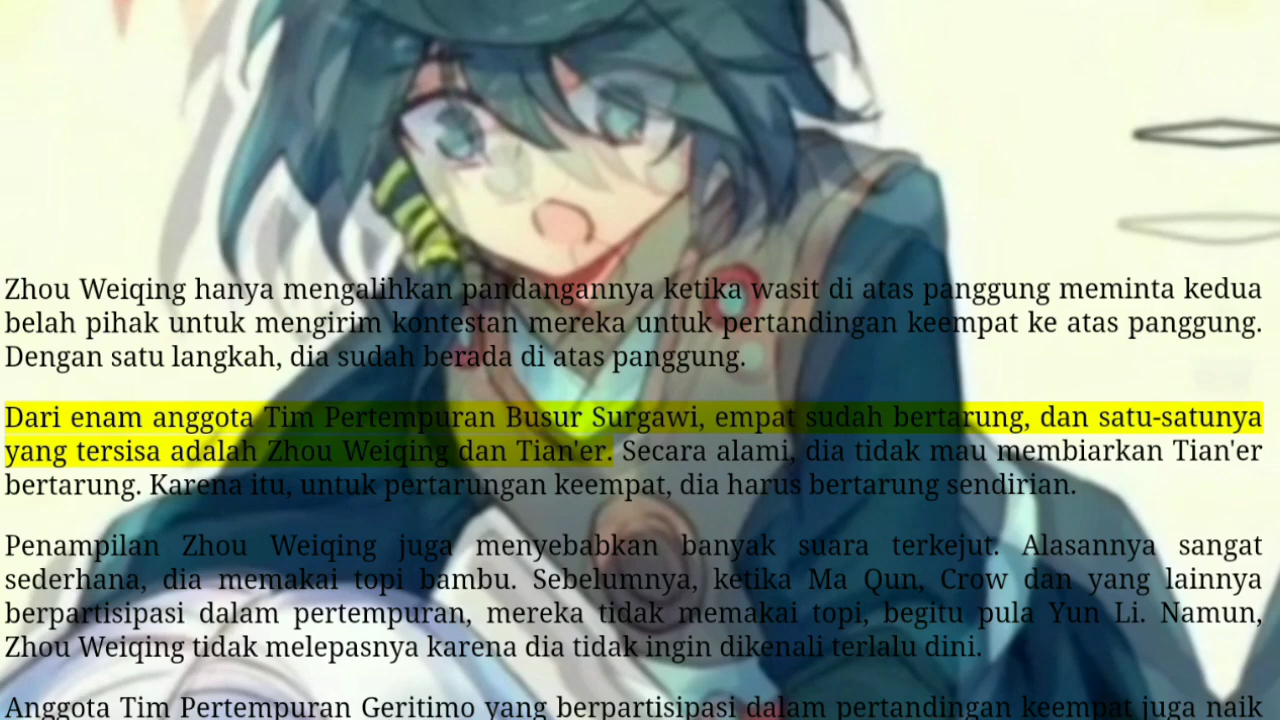 Zhou Weiqing hanya mengalihkan pandangannya ketika wasit di atas panggung meminta kedua
belah pihak untuk mengirim kontestan mereka untuk pertandingan keempat ke atas panggung.
Dengan satu langkah, dia sudah berada di atas panggung.
Dari enam anggota Tim Pertempuran Busur Surgawi, empat sudah bertarung, dan satu-satunya
yang tersisa adalah Zhou Weiqing dan Tian'er. Secara alami, dia tidak mau membiarkan Tian'er
bertarung. Karena itu, untuk pertarungan keempat, dia harus bertarung sendirian.
Penampilan Zhou Weiqing juga menyebabkan banyak suara terkejut. Alasannya sangat
sederhana, dia memakai topi bambu. Sebelumnya, ketika Ma Qun, Crow dan yang lainnya
berpartisipasi dalam pertempuran, mereka tidak memakai topi, begitu pula Yun Li. Namun,
Zhou Weiqing tidak melepasnya karena dia tidak ingin dikenali terlalu dini.
Anggota Tim Pertempuran Geritimo yang berpartisipasi dalam pertandingan keempat juga naik